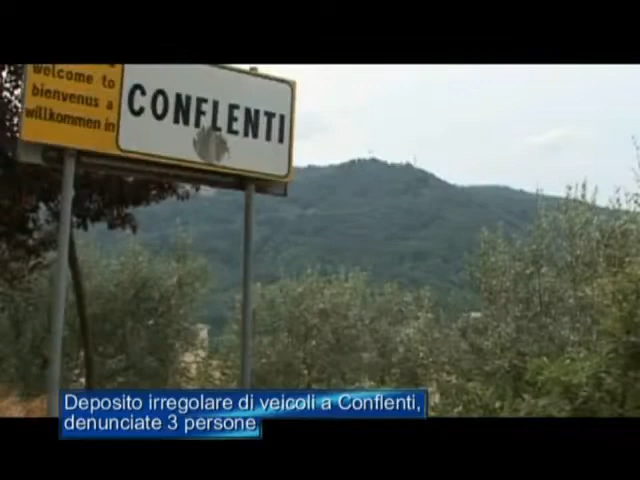 welcome to
bienvenus a
willkommen in
CONFLENTI
Deposito irregolare di veicoli a Conflenti,
denunciate 3 persone